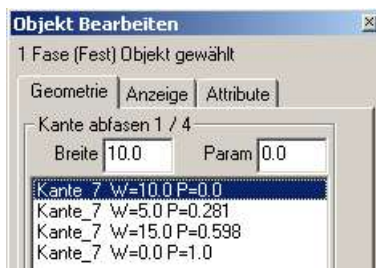 Objekt Bearbeiten
1 Fase (Fest) Objekt gewählt
Geometrie Anzeige Attribute
Kante abfasen 1 / 4
Breite 10.0 Param 0.0
Kante_7 W=10.0 P=0.0
Kante_7 W=5.0 P=0.281
Kante_7 W=15.0 P=0.598
Kante_7 W=0.0 P=1.0